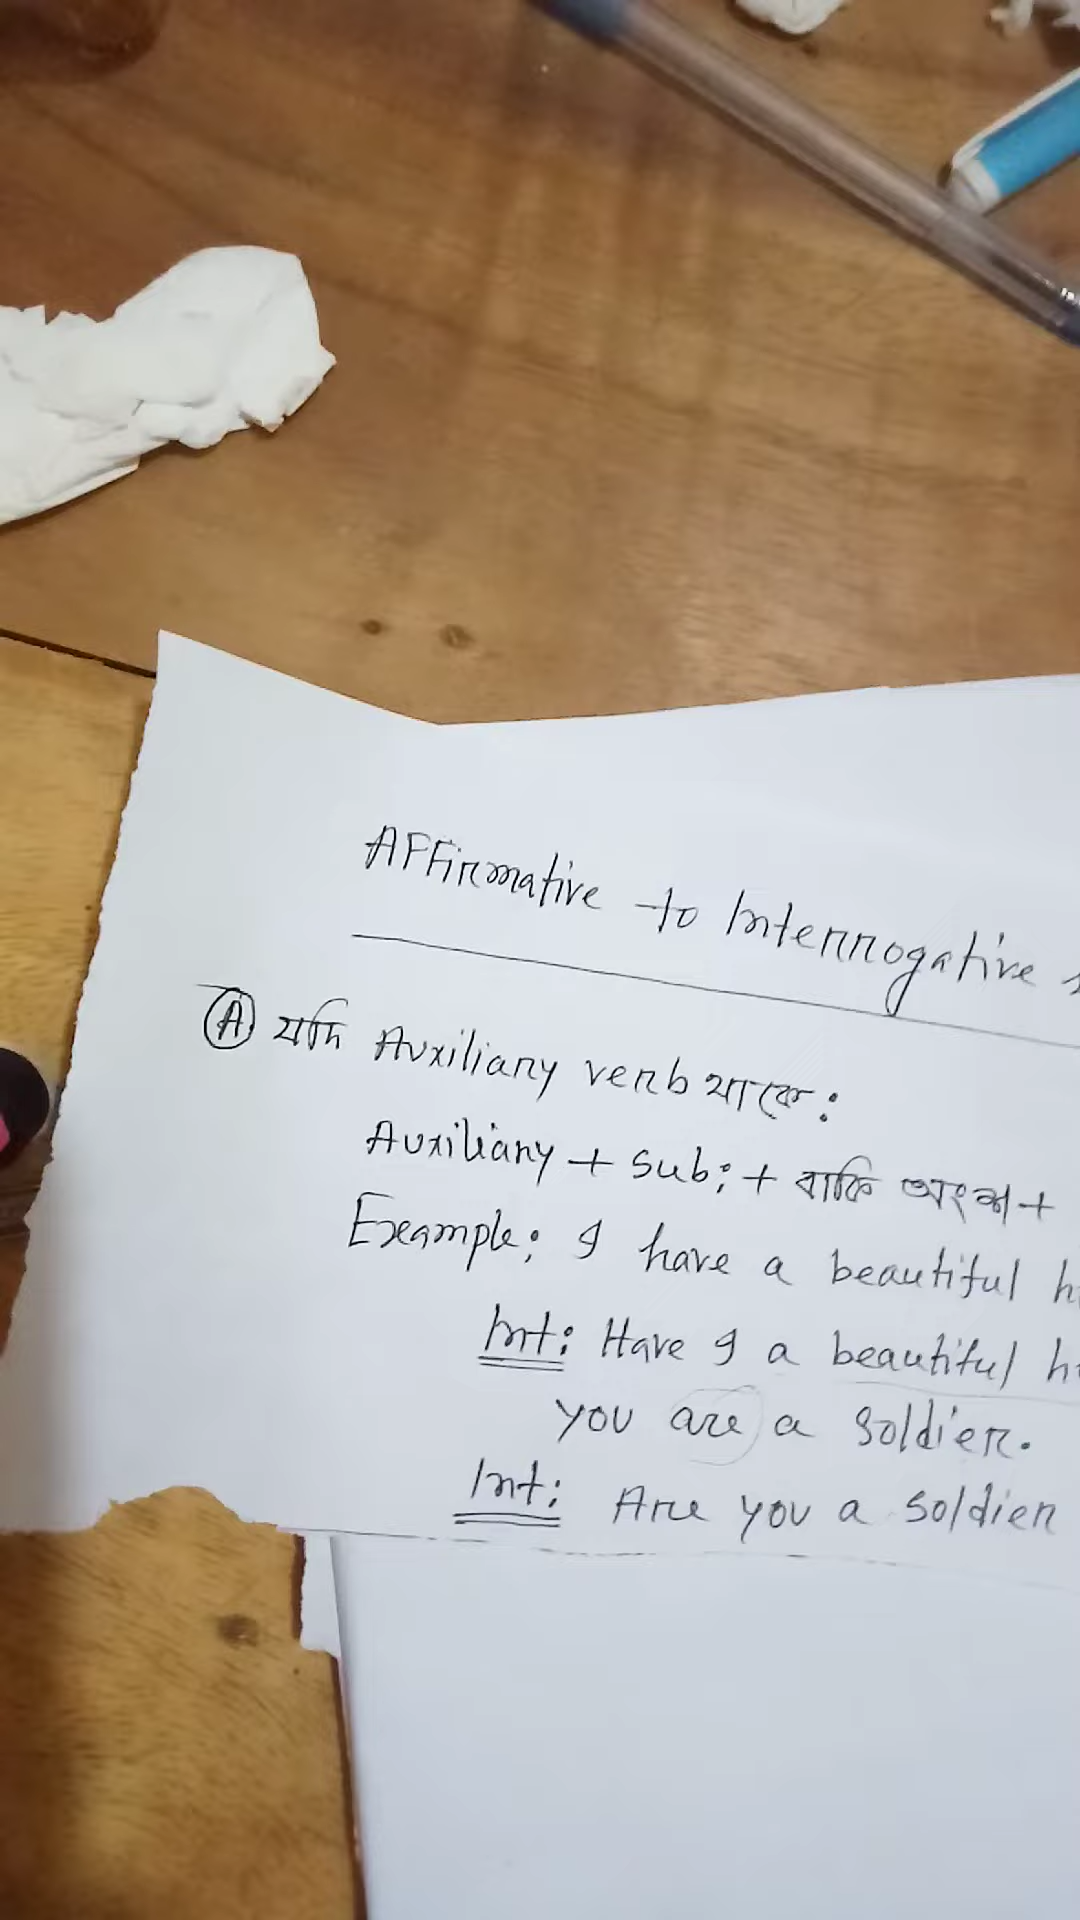 Affirmative to Interrogative
Ⓐ যদি Auxiliary verb থাকে:
Auxiliary + Sub: + বাকি অংশ +
Example: I have a beautiful
Int: Have I a beautiful
you are a soldier.
Int: Are you a soldier